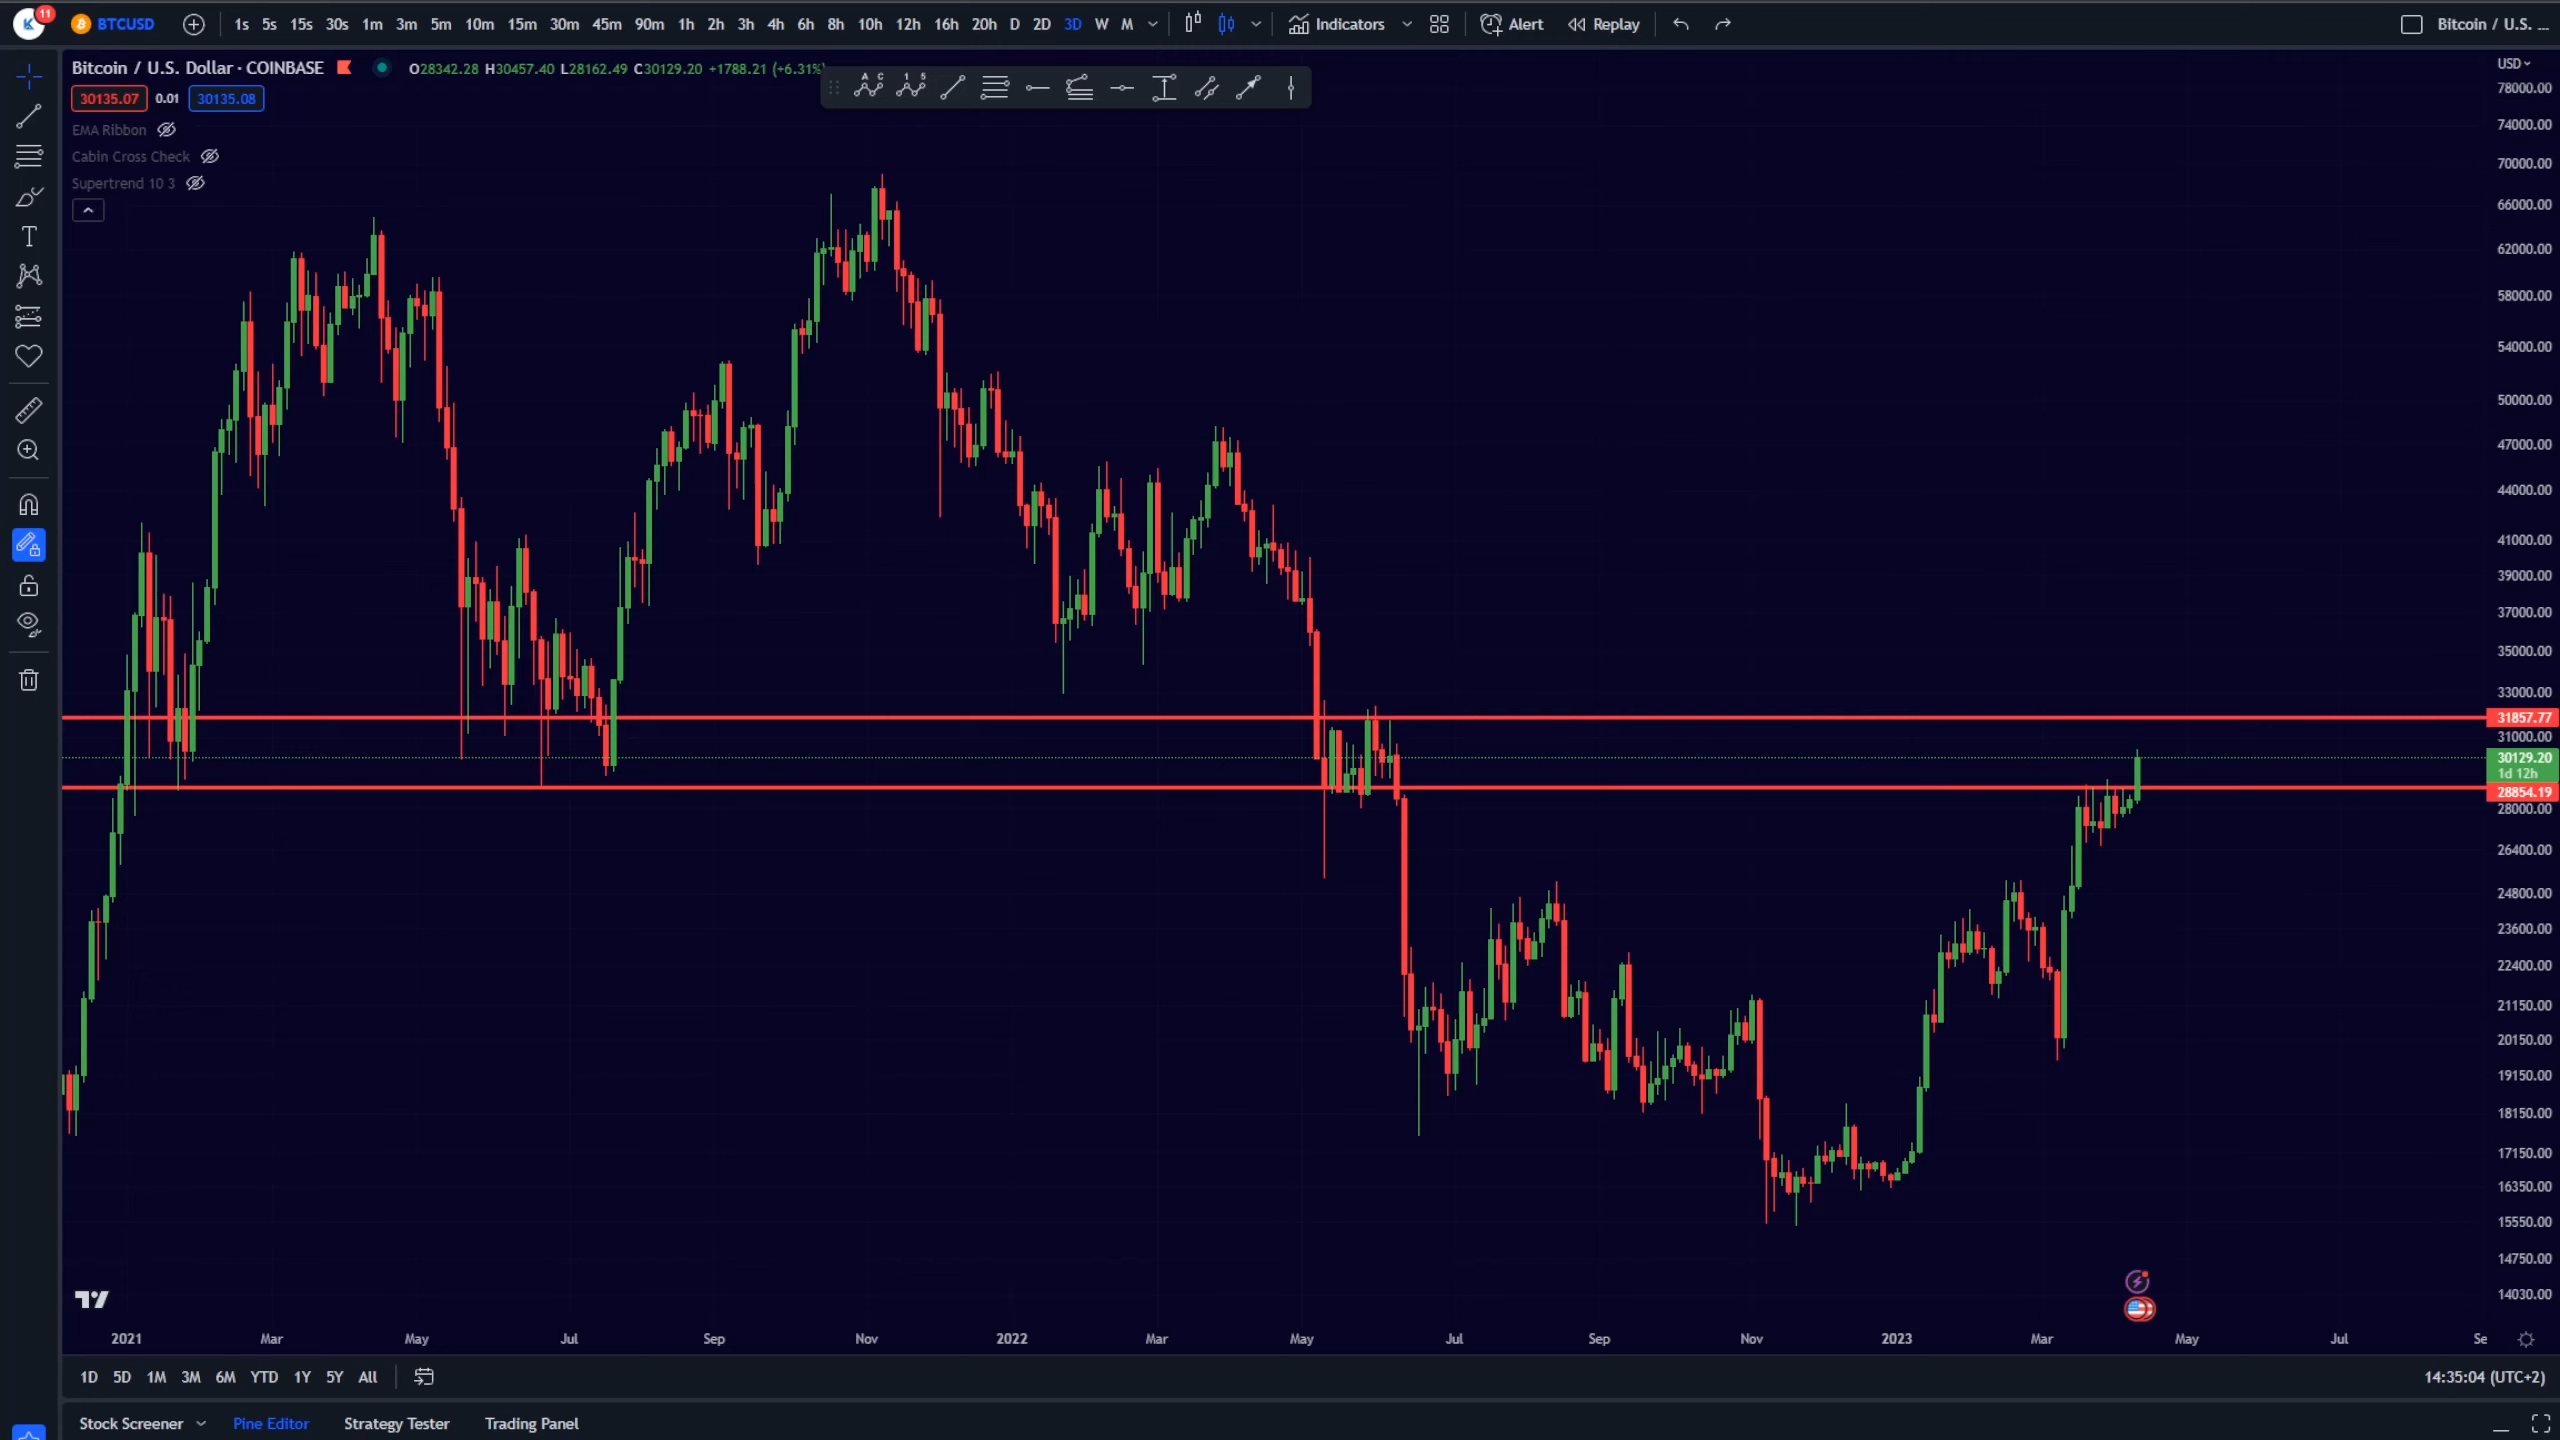 11
BTCUSD 1s 5s 15s 30s 1m 3m 5m 10m 15m 30m 45m 90m 1h 2h 3h 4h 6h 8h 10h 12h 16h 20h D 2D 3D W M Indicators Alert Replay Bitcoin / U.S. ...
Bitcoin / U.S. Dollar · COINBASE O28342.28 H30457.40 L28162.49 C30129.20 +1788.21 (+6.31%)
A C
1 5
30135.07 0.01 30135.08
EMA Ribbon
Cabin Cross Check
Supertrend 10 3
USD
78000.00
74000.00
70000.00
66000.00
62000.00
58000.00
54000.00
50000.00
47000.00
44000.00
41000.00
39000.00
37000.00
35000.00
33000.00
31857.77
31000.00
30129.20
1d 12h
28854.19
28000.00
26400.00
24800.00
23600.00
22400.00
21150.00
20150.00
19150.00
18150.00
17150.00
16350.00
15550.00
14750.00
14030.00
2021 Mar May Jul Sep Nov 2022 Mar May Jul Sep Nov 2023 Mar May Jul Se
1D 5D 1M 3M 6M YTD 1Y 5Y All 14:35:04 (UTC+2)
Stock Screener Pine Editor Strategy Tester Trading Panel